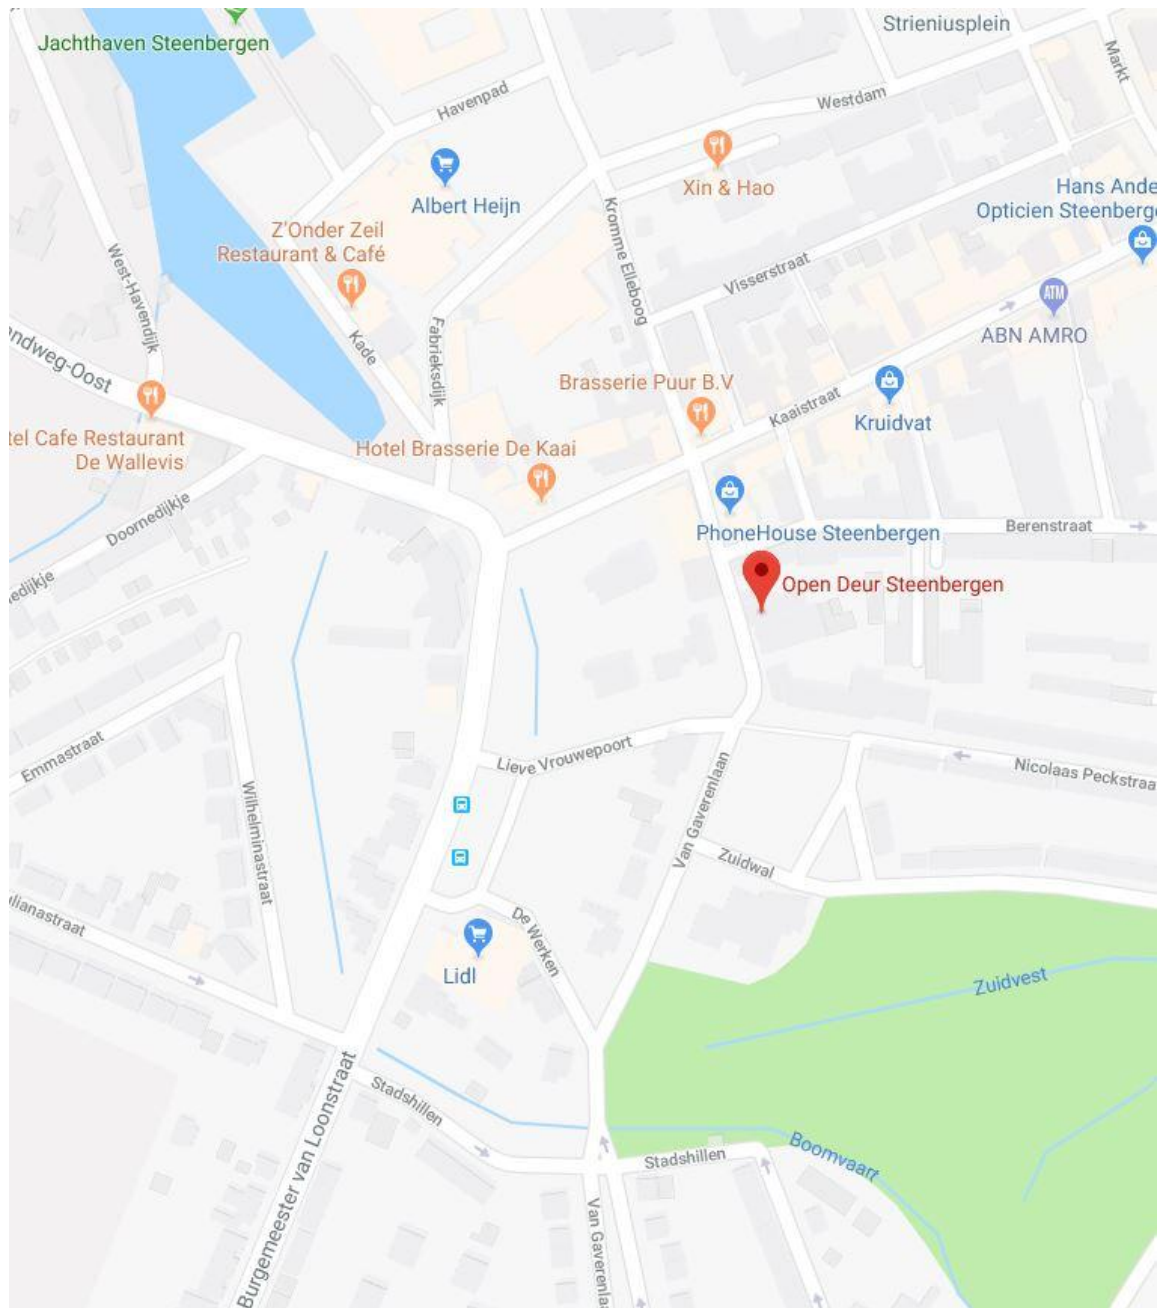 Strieniusplein
Jachthaven Steenbergen
Markt
Havenpad
Westdam
Xin & Hao
Albert Heijn
Hans Ande
Opticien Steenberge
Z'Onder Zeil
Restaurant & Café
Kromme Elleboog
Visserstraat
West-Havendijk
ATM
ABN AMRO
Kade
Fabrieksdijk
ndweg-Oost
Brasserie Puur B.V
Kaaistraat
Kruidvat
tel Cafe Restaurant
De Wallevis
Hotel Brasserie De Kaai
Doornedijkje
PhoneHouse Steenbergen
Berenstraat
edijkje
Open Deur Steenbergen
Emmastraat
Lieve Vrouwepoort
Nicolaas Peckstraa
Wilhelminastraat
Van Gaverenlaan
Zuidwal
ulianastraat
De Werken
Lidl
Zuidvest
Burgemeester van Loonstraat
Stadshillen
Boomvaart
Stadshillen
Van Gaverenlaa